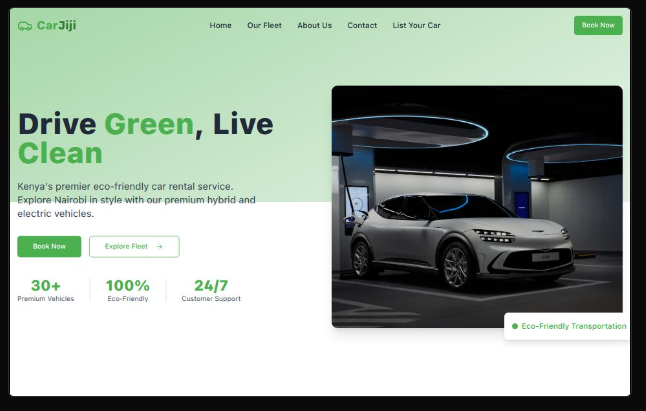 CarJiji
Home Our Fleet About Us Contact List Your Car
Book Now
Drive Green, Live
Clean
Kenya's premier eco-friendly car rental service.
Explore Nairobi in style with our premium hybrid and
electric vehicles.
Book Now Explore Fleet →
30+ 100% 24/7
Premium Vehicles Eco-Friendly Customer Support
Eco-Friendly Transportation